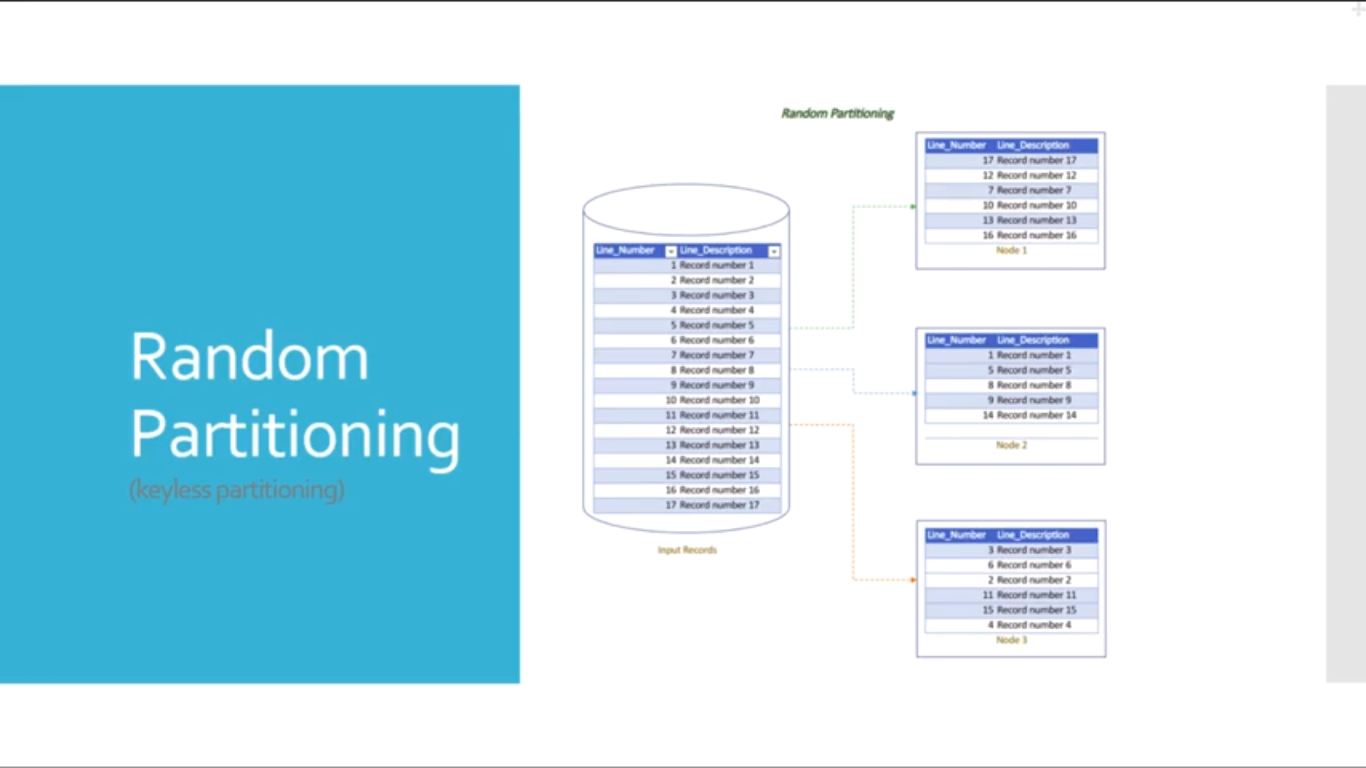 Random
Partitioning
(keyless partitioning)
Random Partitioning
Line_Number Line_Description
1 Record number 1
2 Record number 2
3 Record number 3
4 Record number 4
5 Record number 5
6 Record number 6
7 Record number 7
8 Record number 8
9 Record number 9
10 Record number 10
11 Record number 11
12 Record number 12
13 Record number 13
14 Record number 14
15 Record number 15
16 Record number 16
17 Record number 17
Input Records
Line_Number Line_Description
17 Record number 17
12 Record number 12
7 Record number 7
10 Record number 10
13 Record number 13
16 Record number 16
Node 1
Line_Number Line_Description
1 Record number 1
5 Record number 5
8 Record number 8
9 Record number 9
14 Record number 14
Node 2
Line_Number Line_Description
3 Record number 3
6 Record number 6
2 Record number 2
11 Record number 11
15 Record number 15
4 Record number 4
Node 3